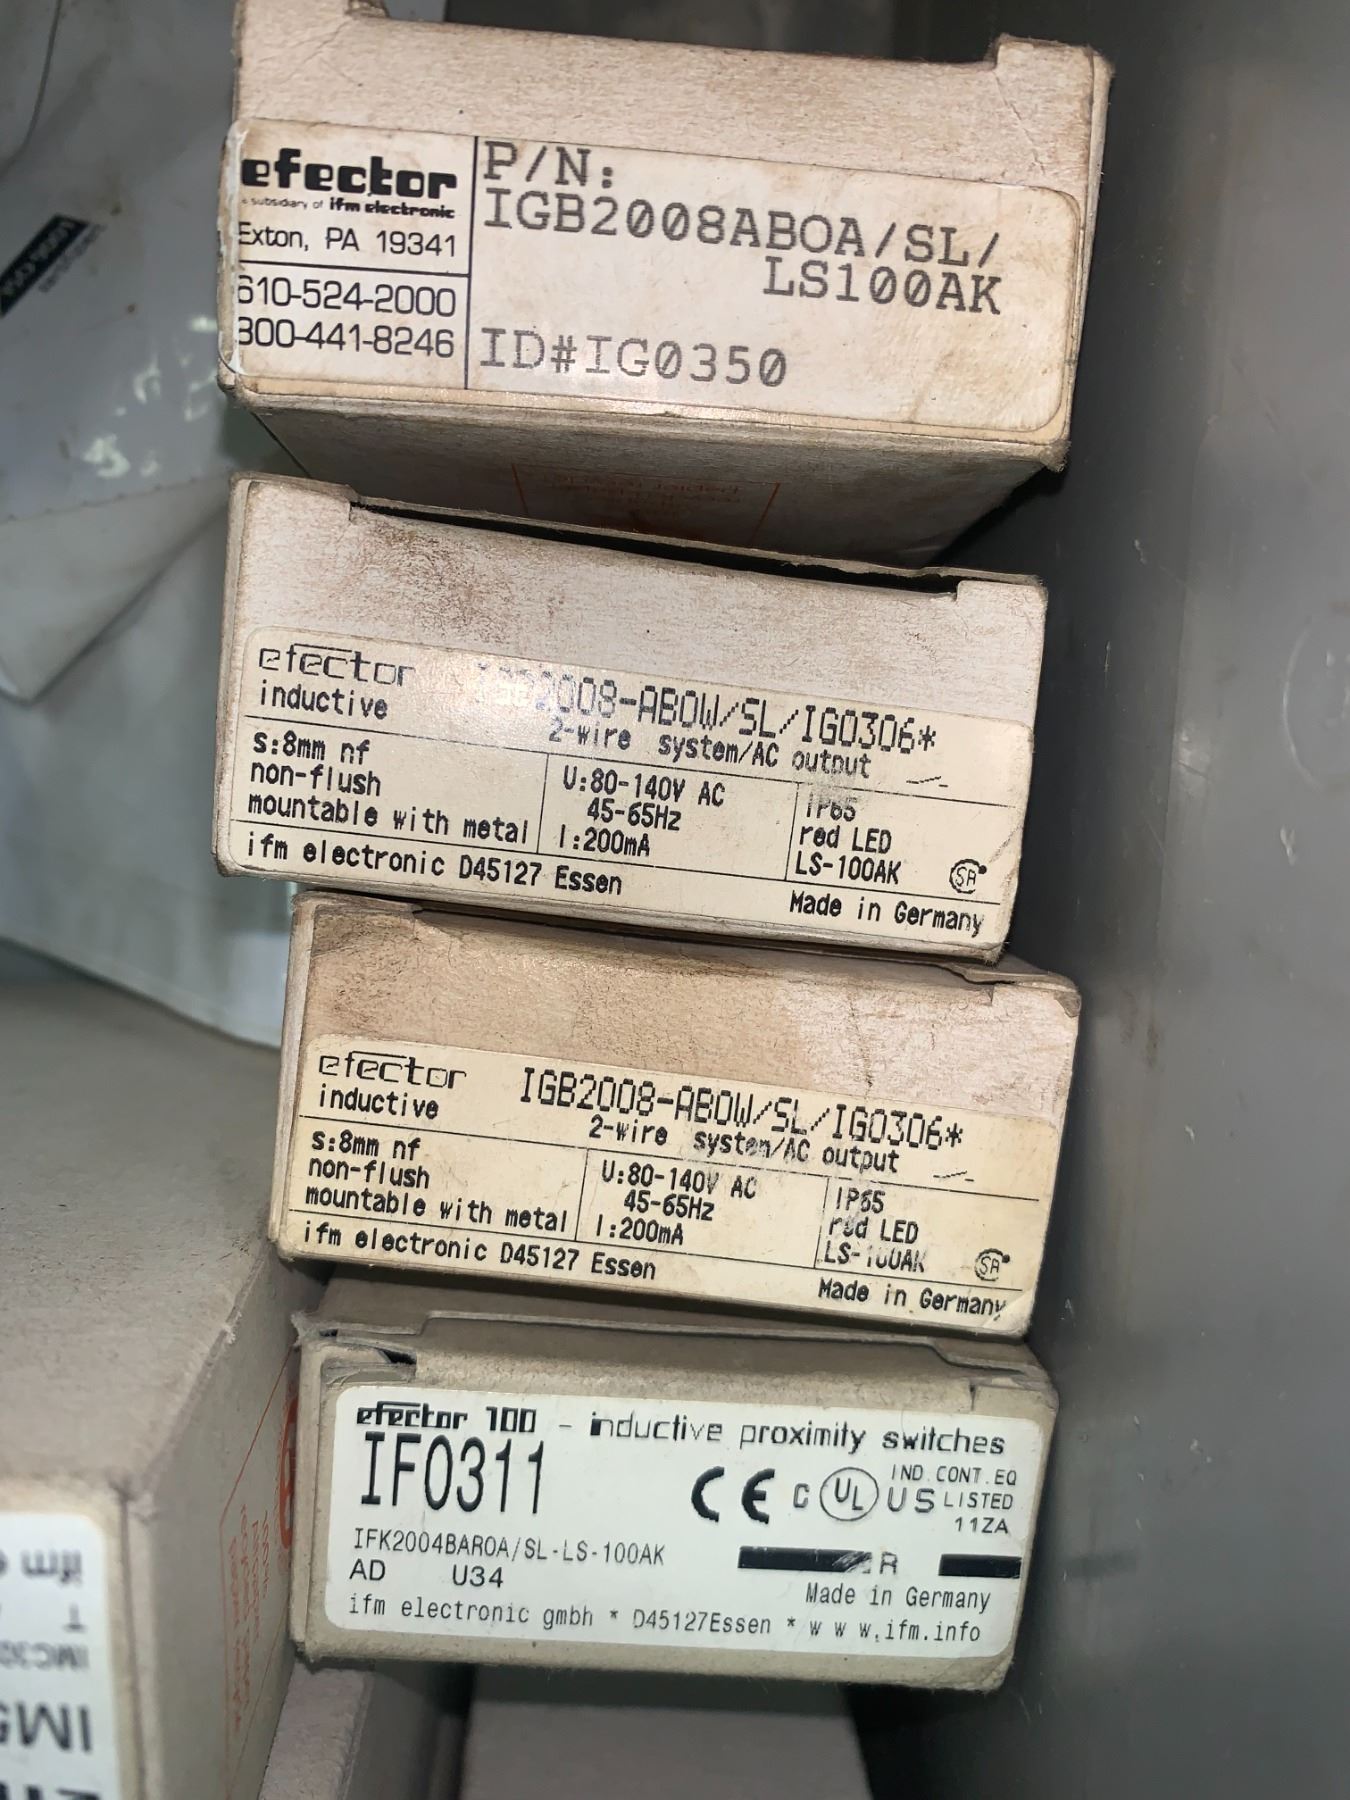 efector
a subsidiary of ifm electronic
Exton, PA 19341
610-524-2000
800-441-8246
P/N:
IGB2008ABOA/SL/
LS100AK
ID#IG0350
efector
inductive
IGB2008-ABOW/SL/IG0306*
2-wire system/AC output
s:8mm nf
non-flush
mountable with metal
U:80-140V AC
45-65Hz
I:200mA
IP65
red LED
LS-100AK
ifm electronic D45127 Essen
Made in Germany
efector
inductive
IGB2008-ABOW/SL/IG0306*
2-wire system/AC output
s:8mm nf
non-flush
mountable with metal
U:80-140V AC
45-65Hz
I:200mA
IP65
red LED
LS-100AK
ifm electronic D45127 Essen
Made in Germany
efector 100 - inductive proximity switches
IF0311
CE C UL US
IND. CONT. EQ
LISTED
11ZA
IFK2004BAROA/SL-LS-100AK
AD U34
R
Made in Germany
ifm electronic gmbh * D45127Essen * www.ifm.info
ifm